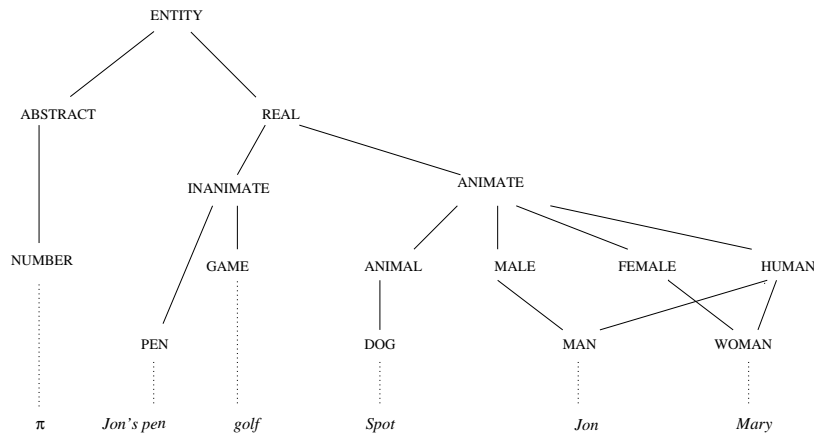 ENTITY
ABSTRACT REAL
INANIMATE ANIMATE
NUMBER GAME ANIMAL MALE FEMALE HUMAN
PEN DOG MAN WOMAN
π Jon's pen golf Spot Jon Mary